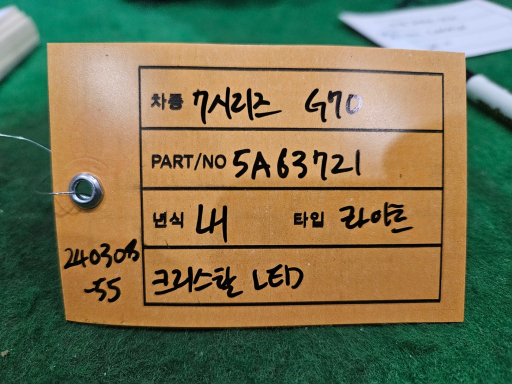 차종 7시리즈 G70
PART/NO 5A63721
년식 LH 타입 라이트
크리스탈 LED
240308
-55